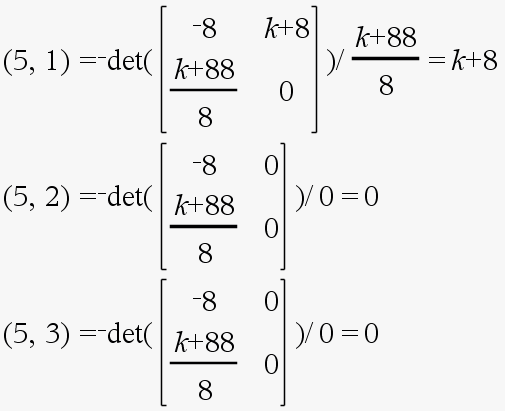 (5, 1) =⁻det([⁻8 k+8
k+88/8 0])/ k+88/8 = k+8
(5, 2) =⁻det([⁻8 0
k+88/8 0])/ 0 = 0
(5, 3) =⁻det([⁻8 0
k+88/8 0])/ 0 = 0